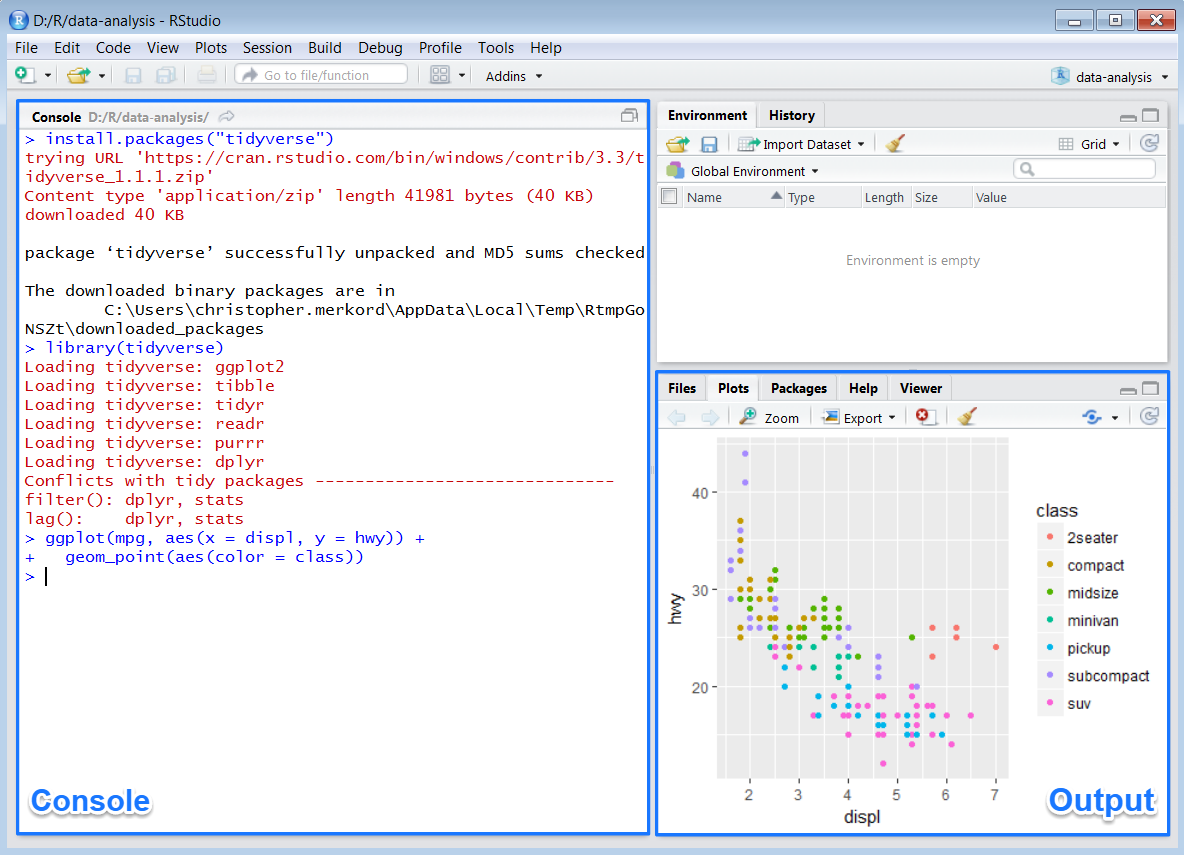 D:/R/data-analysis - RStudio
File Edit Code View Plots Session Build Debug Profile Tools Help
Go to file/function Addins data-analysis
Console D:/R/data-analysis/
> install.packages("tidyverse")
trying URL 'https://cran.rstudio.com/bin/windows/contrib/3.3/t
idyverse_1.1.1.zip'
Content type 'application/zip' length 41981 bytes (40 KB)
downloaded 40 KB
package ‘tidyverse’ successfully unpacked and MD5 sums checked
The downloaded binary packages are in
C:\Users\christopher.merkord\AppData\Local\Temp\RtmpGo
NSZt\downloaded_packages
> library(tidyverse)
Loading tidyverse: ggplot2
Loading tidyverse: tibble
Loading tidyverse: tidyr
Loading tidyverse: readr
Loading tidyverse: purrr
Loading tidyverse: dplyr
Conflicts with tidy packages ------------------------------
filter(): dplyr, stats
lag():    dplyr, stats
> ggplot(mpg, aes(x = displ, y = hwy)) +
+   geom_point(aes(color = class))
>
Console
Environment History
Import Dataset Grid
Global Environment
Name Type Length Size Value
Environment is empty
Files Plots Packages Help Viewer
Zoom Export
40
30
20
hwy
2 3 4 5 6 7
displ
class
2seater
compact
midsize
minivan
pickup
subcompact
suv
Output